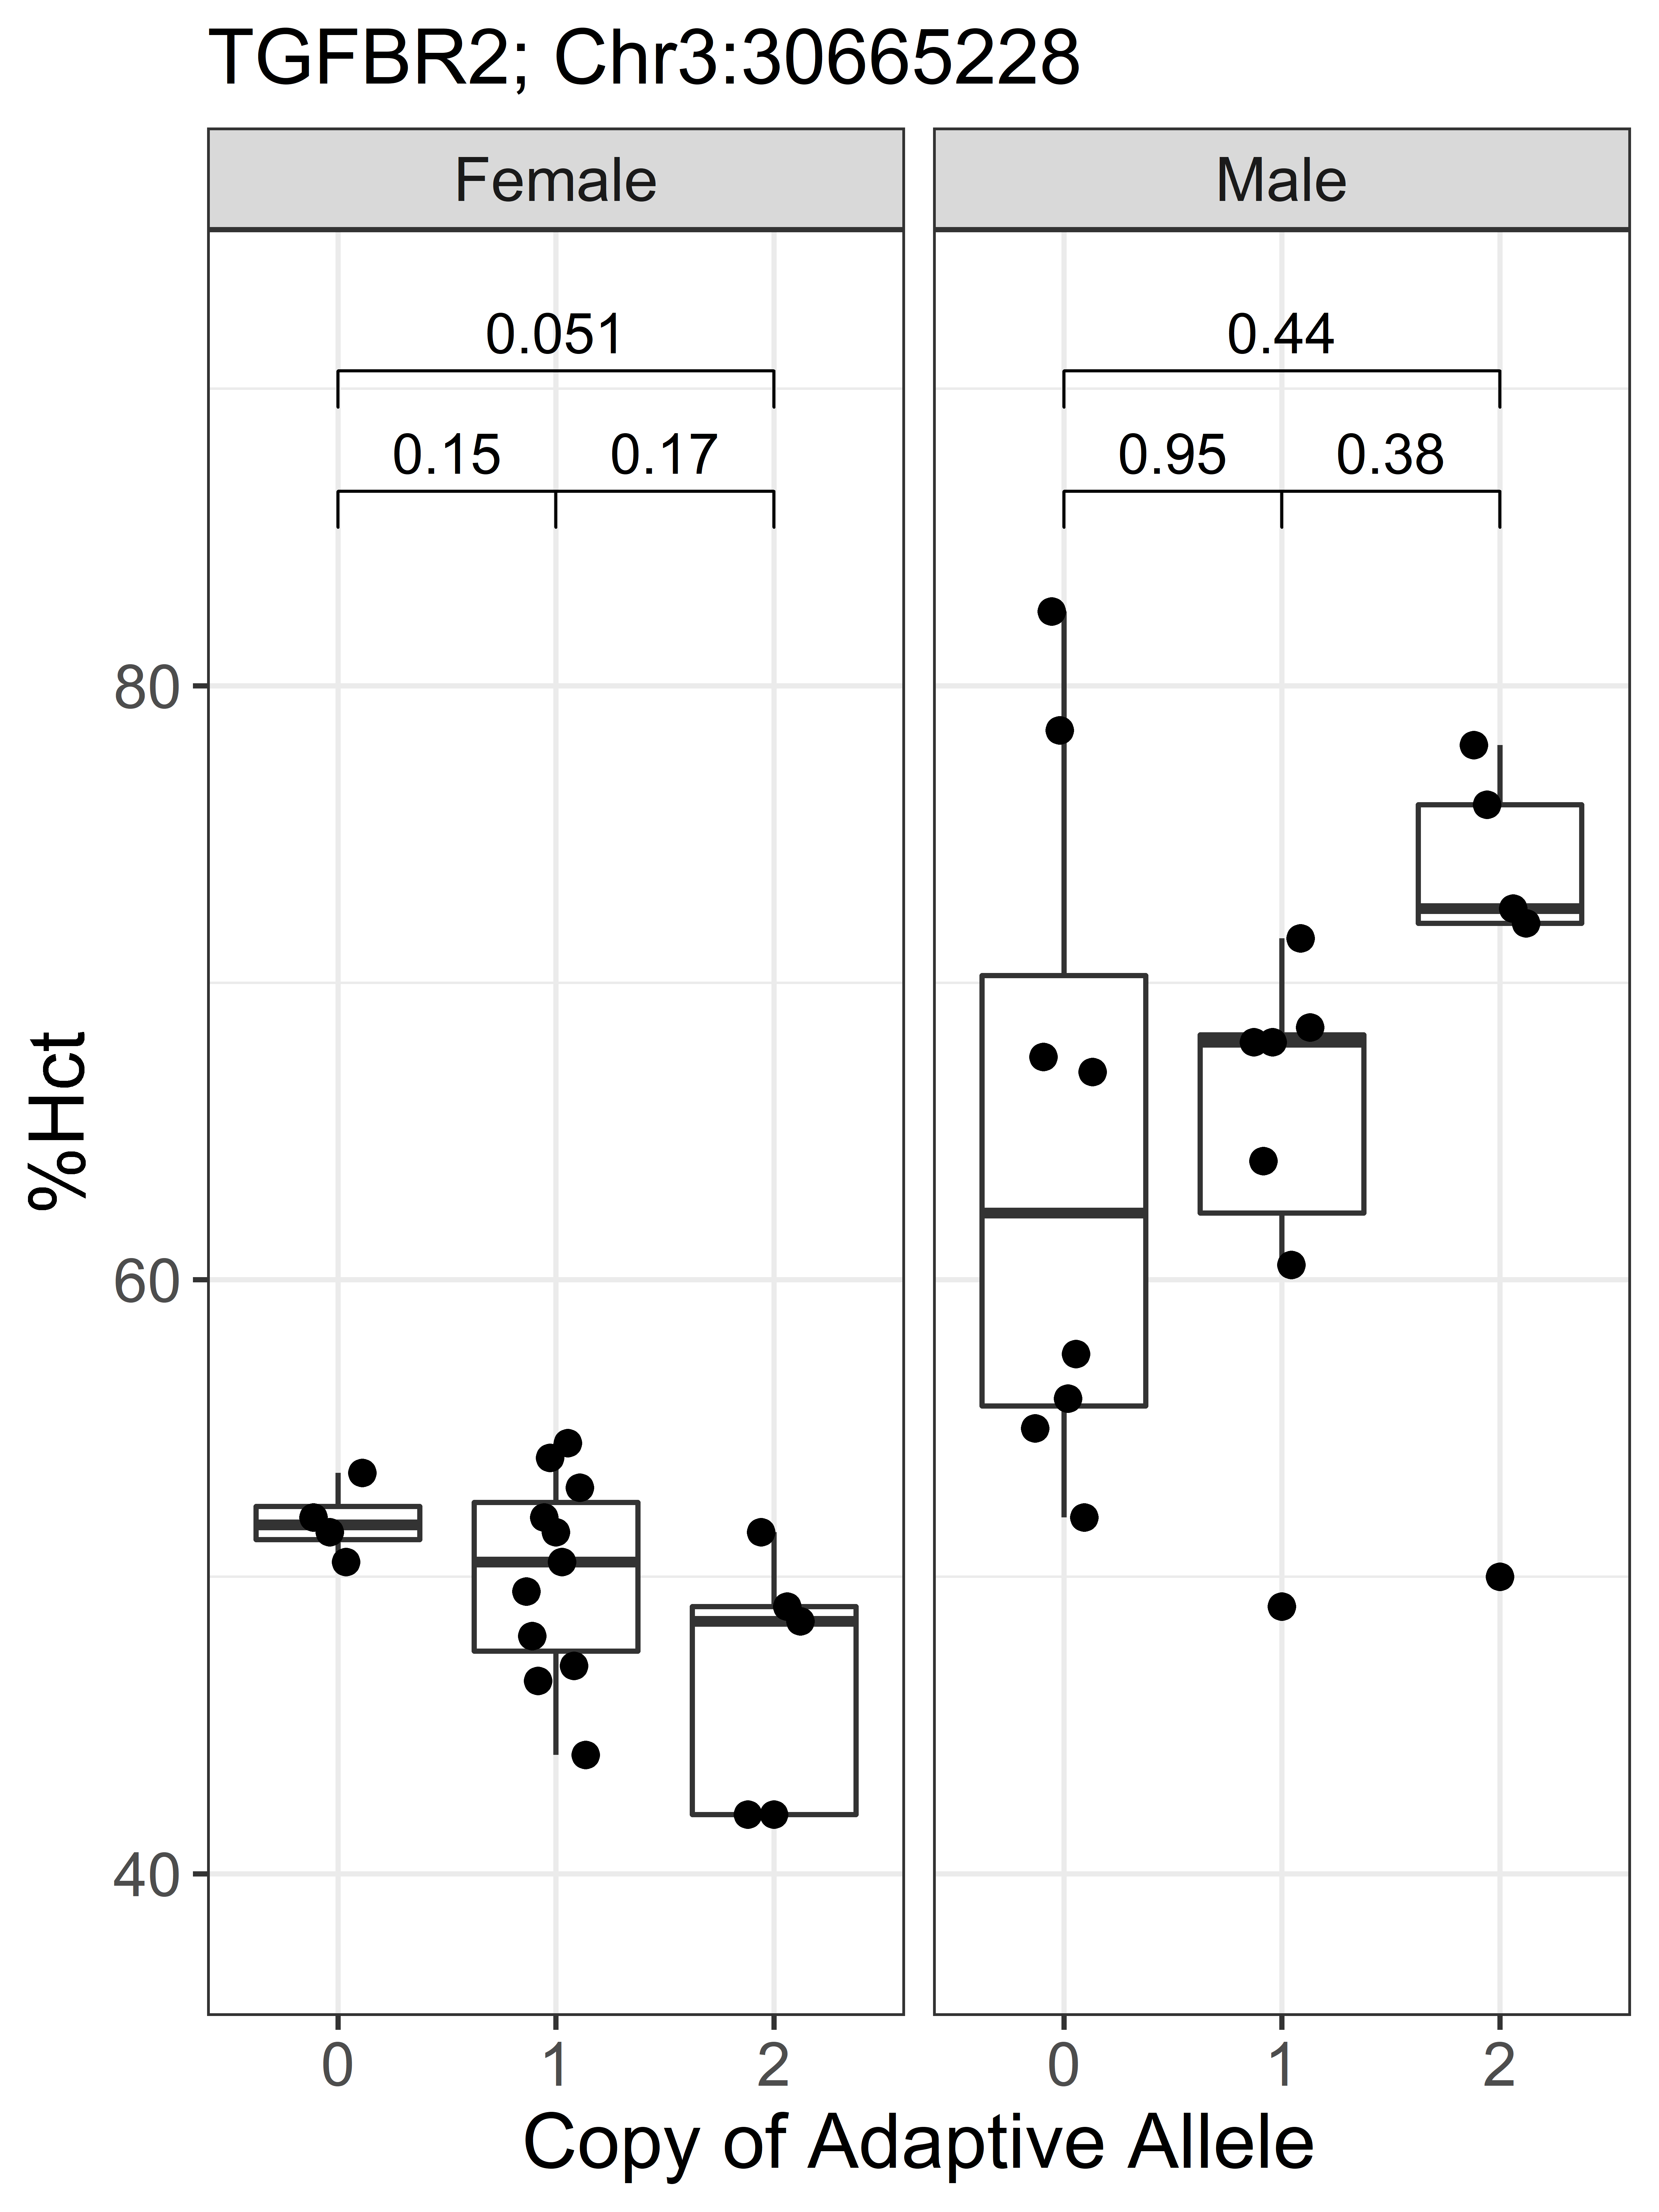 TGFBR2; Chr3:30665228
Female
Male
0.051
0.44
0.15 0.17
0.95 0.38
80
60
40
%Hct
0 1 2
0 1 2
Copy of Adaptive Allele